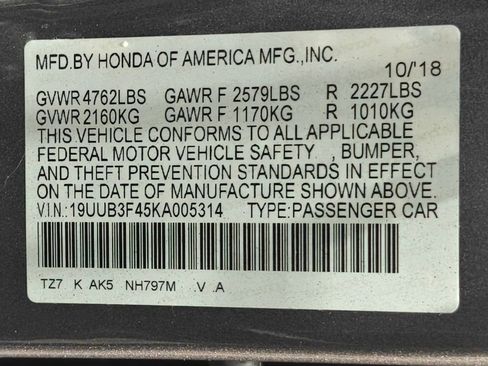 MFD.BY HONDA OF AMERICA MFG.,INC.
10/'18
GVWR 4762LBS GAWR F 2579LBS R 2227LBS
GVWR 2160KG GAWR F 1170KG R 1010KG
THIS VEHICLE CONFORMS TO ALL APPLICABLE
FEDERAL MOTOR VEHICLE SAFETY , BUMPER,
AND THEFT PREVENTION STANDARDS IN EFFECT
ON THE DATE OF MANUFACTURE SHOWN ABOVE.
V.I.N.:19UUB3F45KA005314 TYPE:PASSENGER CAR
TZ7 K AK5 NH797M .V .A